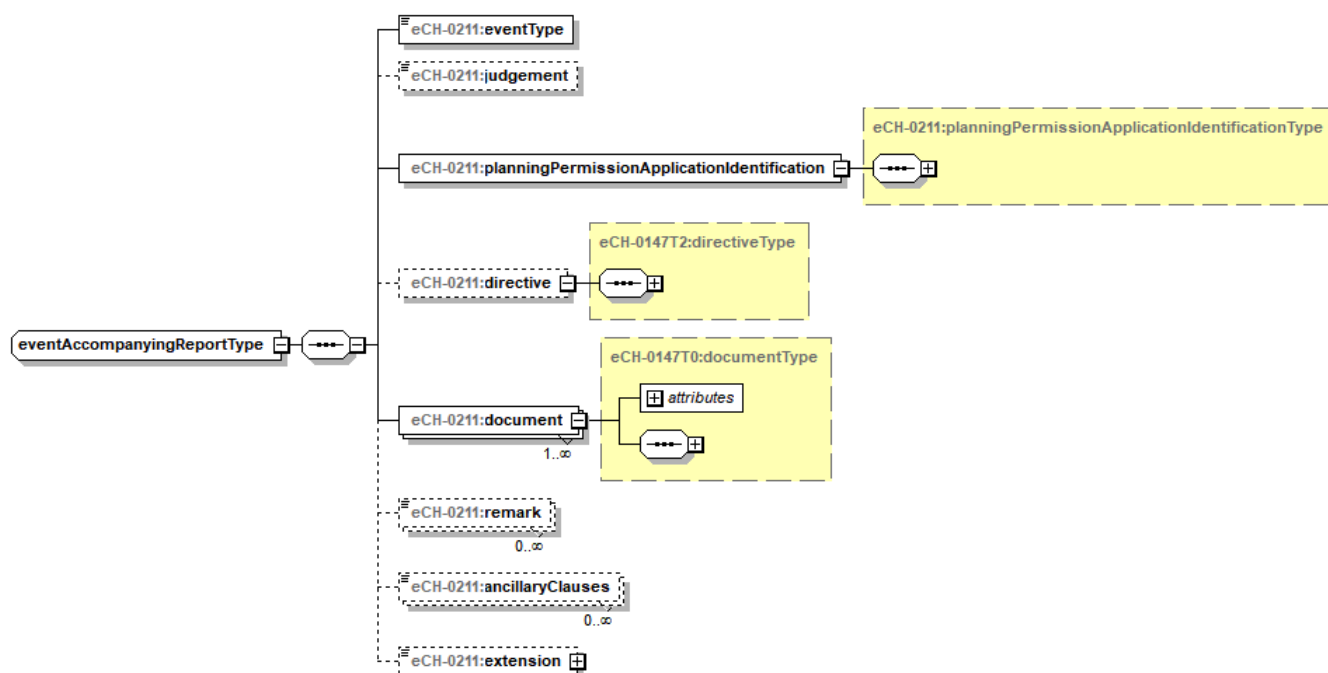 eCH-0211:eventType
eCH-0211:judgement
eCH-0211:planningPermissionApplicationIdentificationType
eCH-0211:planningPermissionApplicationIdentification
eCH-0147T2:directiveType
eCH-0211:directive
eventAccompanyingReportType
eCH-0147T0:documentType
attributes
eCH-0211:document
1..∞
eCH-0211:remark
0..∞
eCH-0211:ancillaryClauses
0..∞
eCH-0211:extension